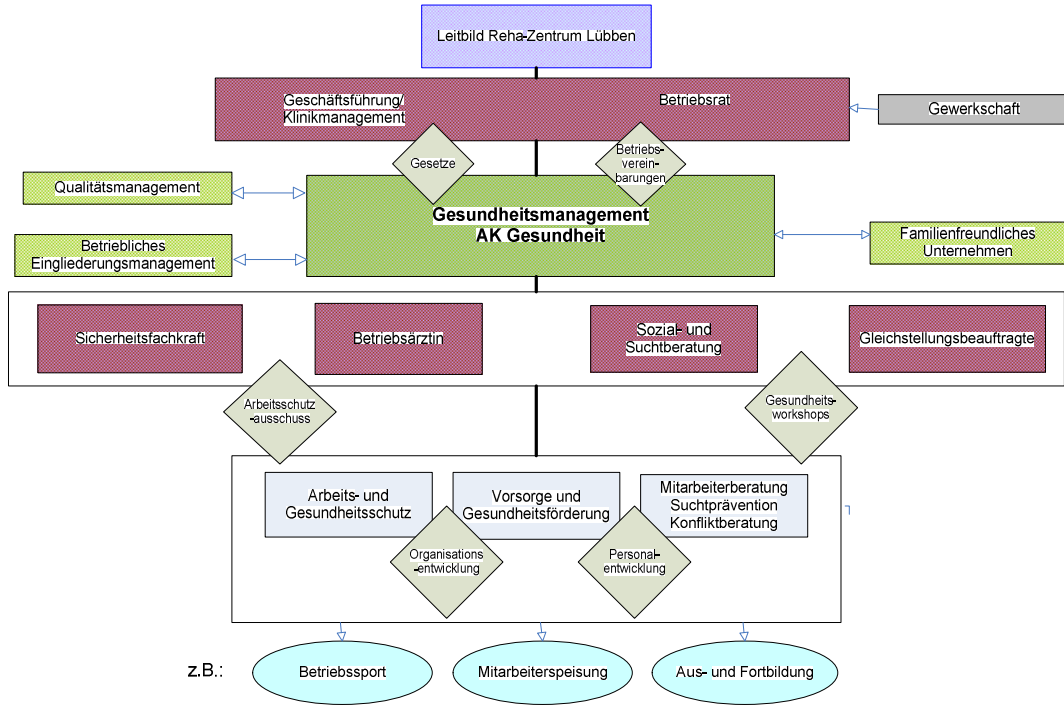 Leitbild Reha-Zentrum Lübben
Geschäftsführung/
Klinikmanagement
Betriebsrat
Gewerkschaft
Gesetze
Betriebs-
verein-
barungen
Qualitätsmanagement
Gesundheitsmanagement
AK Gesundheit
Betriebliches
Eingliederungsmanagement
Familienfreundliches
Unternehmen
Sicherheitsfachkraft
Betriebsärztin
Sozial- und
Suchtberatung
Gleichstellungsbeauftragte
Arbeitsschutz
-ausschuss
Gesundheits-
workshops
Arbeits- und
Gesundheitsschutz
Vorsorge und
Gesundheitsförderung
Mitarbeiterberatung
Suchtprävention
Konfliktberatung
Organisations
-entwicklung
Personal-
entwicklung
z.B.:
Betriebssport
Mitarbeiterspeisung
Aus- und Fortbildung